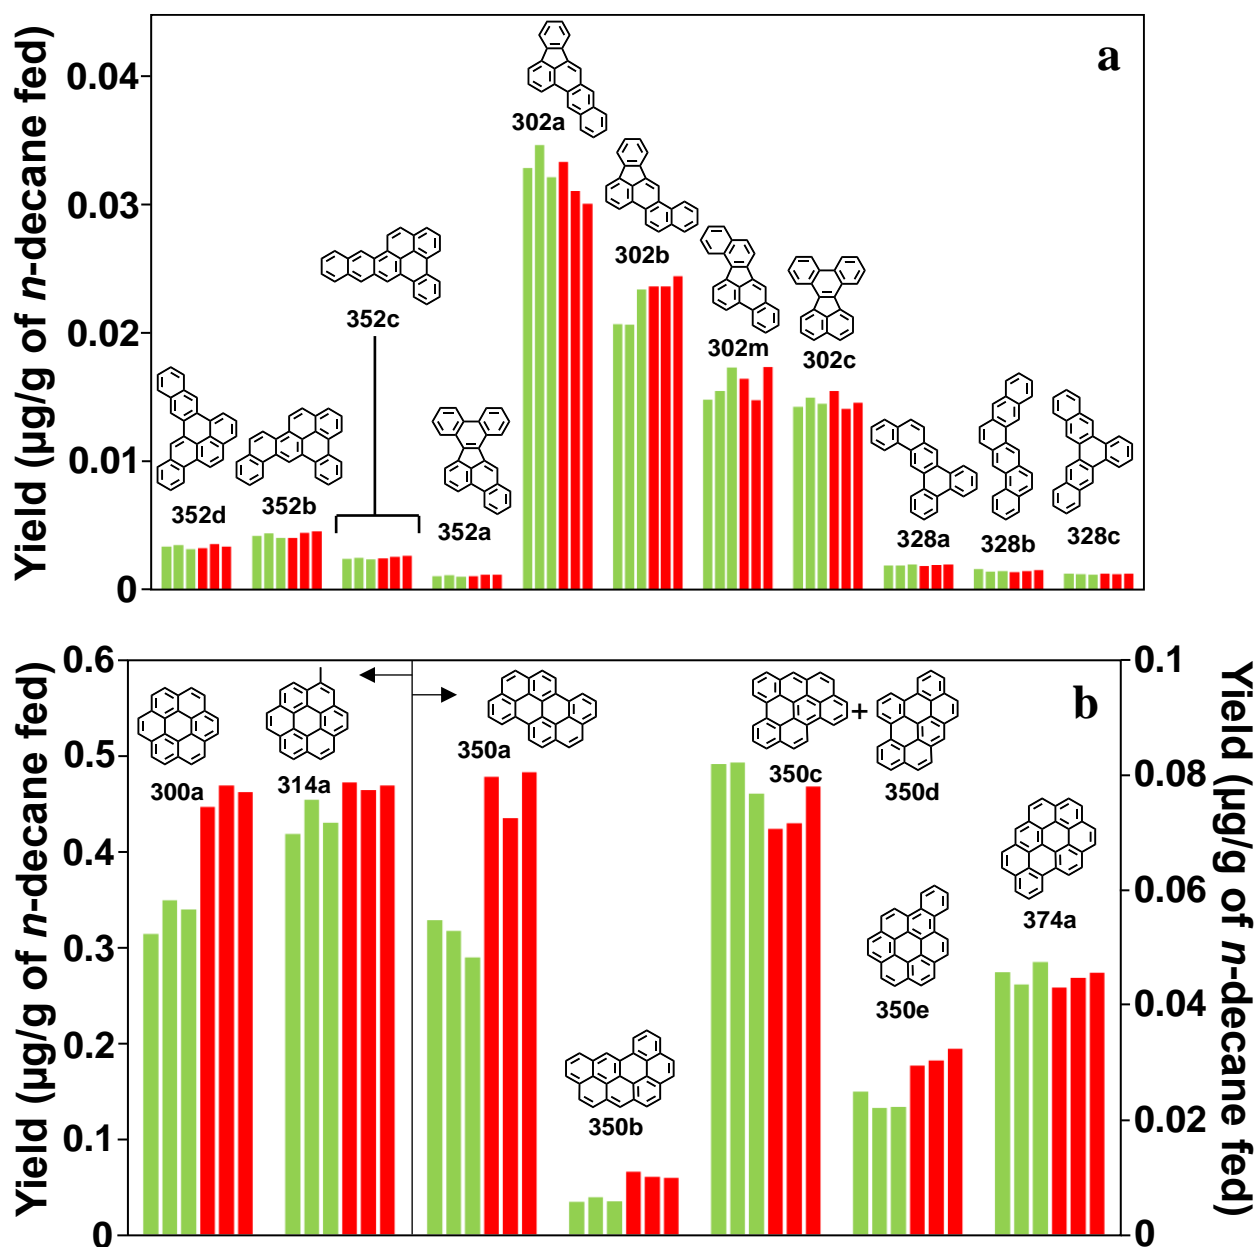 a
Yield (µg/g of n-decane fed)
0.04
0.03
0.02
0.01
0
302a
302b
352c
302m
302c
352d
352b
352a
328a
328b
328c
b
Yield (µg/g of n-decane fed)
0.6
0.5
0.4
0.3
0.2
0.1
0
300a
314a
350a
350c
+
350d
374a
350e
350b
0.1
0.08
0.06
0.04
0.02
0
Yield (µg/g of n-decane fed)